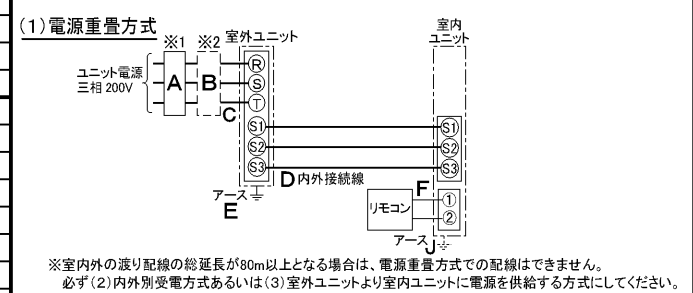 (1)電源重畳方式
※1 ※2 室外ユニット 室内
ユニット
ユニット電源
三相200V
A B C
R
S
T
S1 S1
S2 S2
S3 S3
D 内外接続線
アース
E
F
リモコン
1
2
アース J
※室内外の渡り配線の総延長が80m以上となる場合は、電源重畳方式での配線はできません。
必ず(2)内外別受電方式あるいは(3)室外ユニットより室内ユニットに電源を供給する方式にしてください。